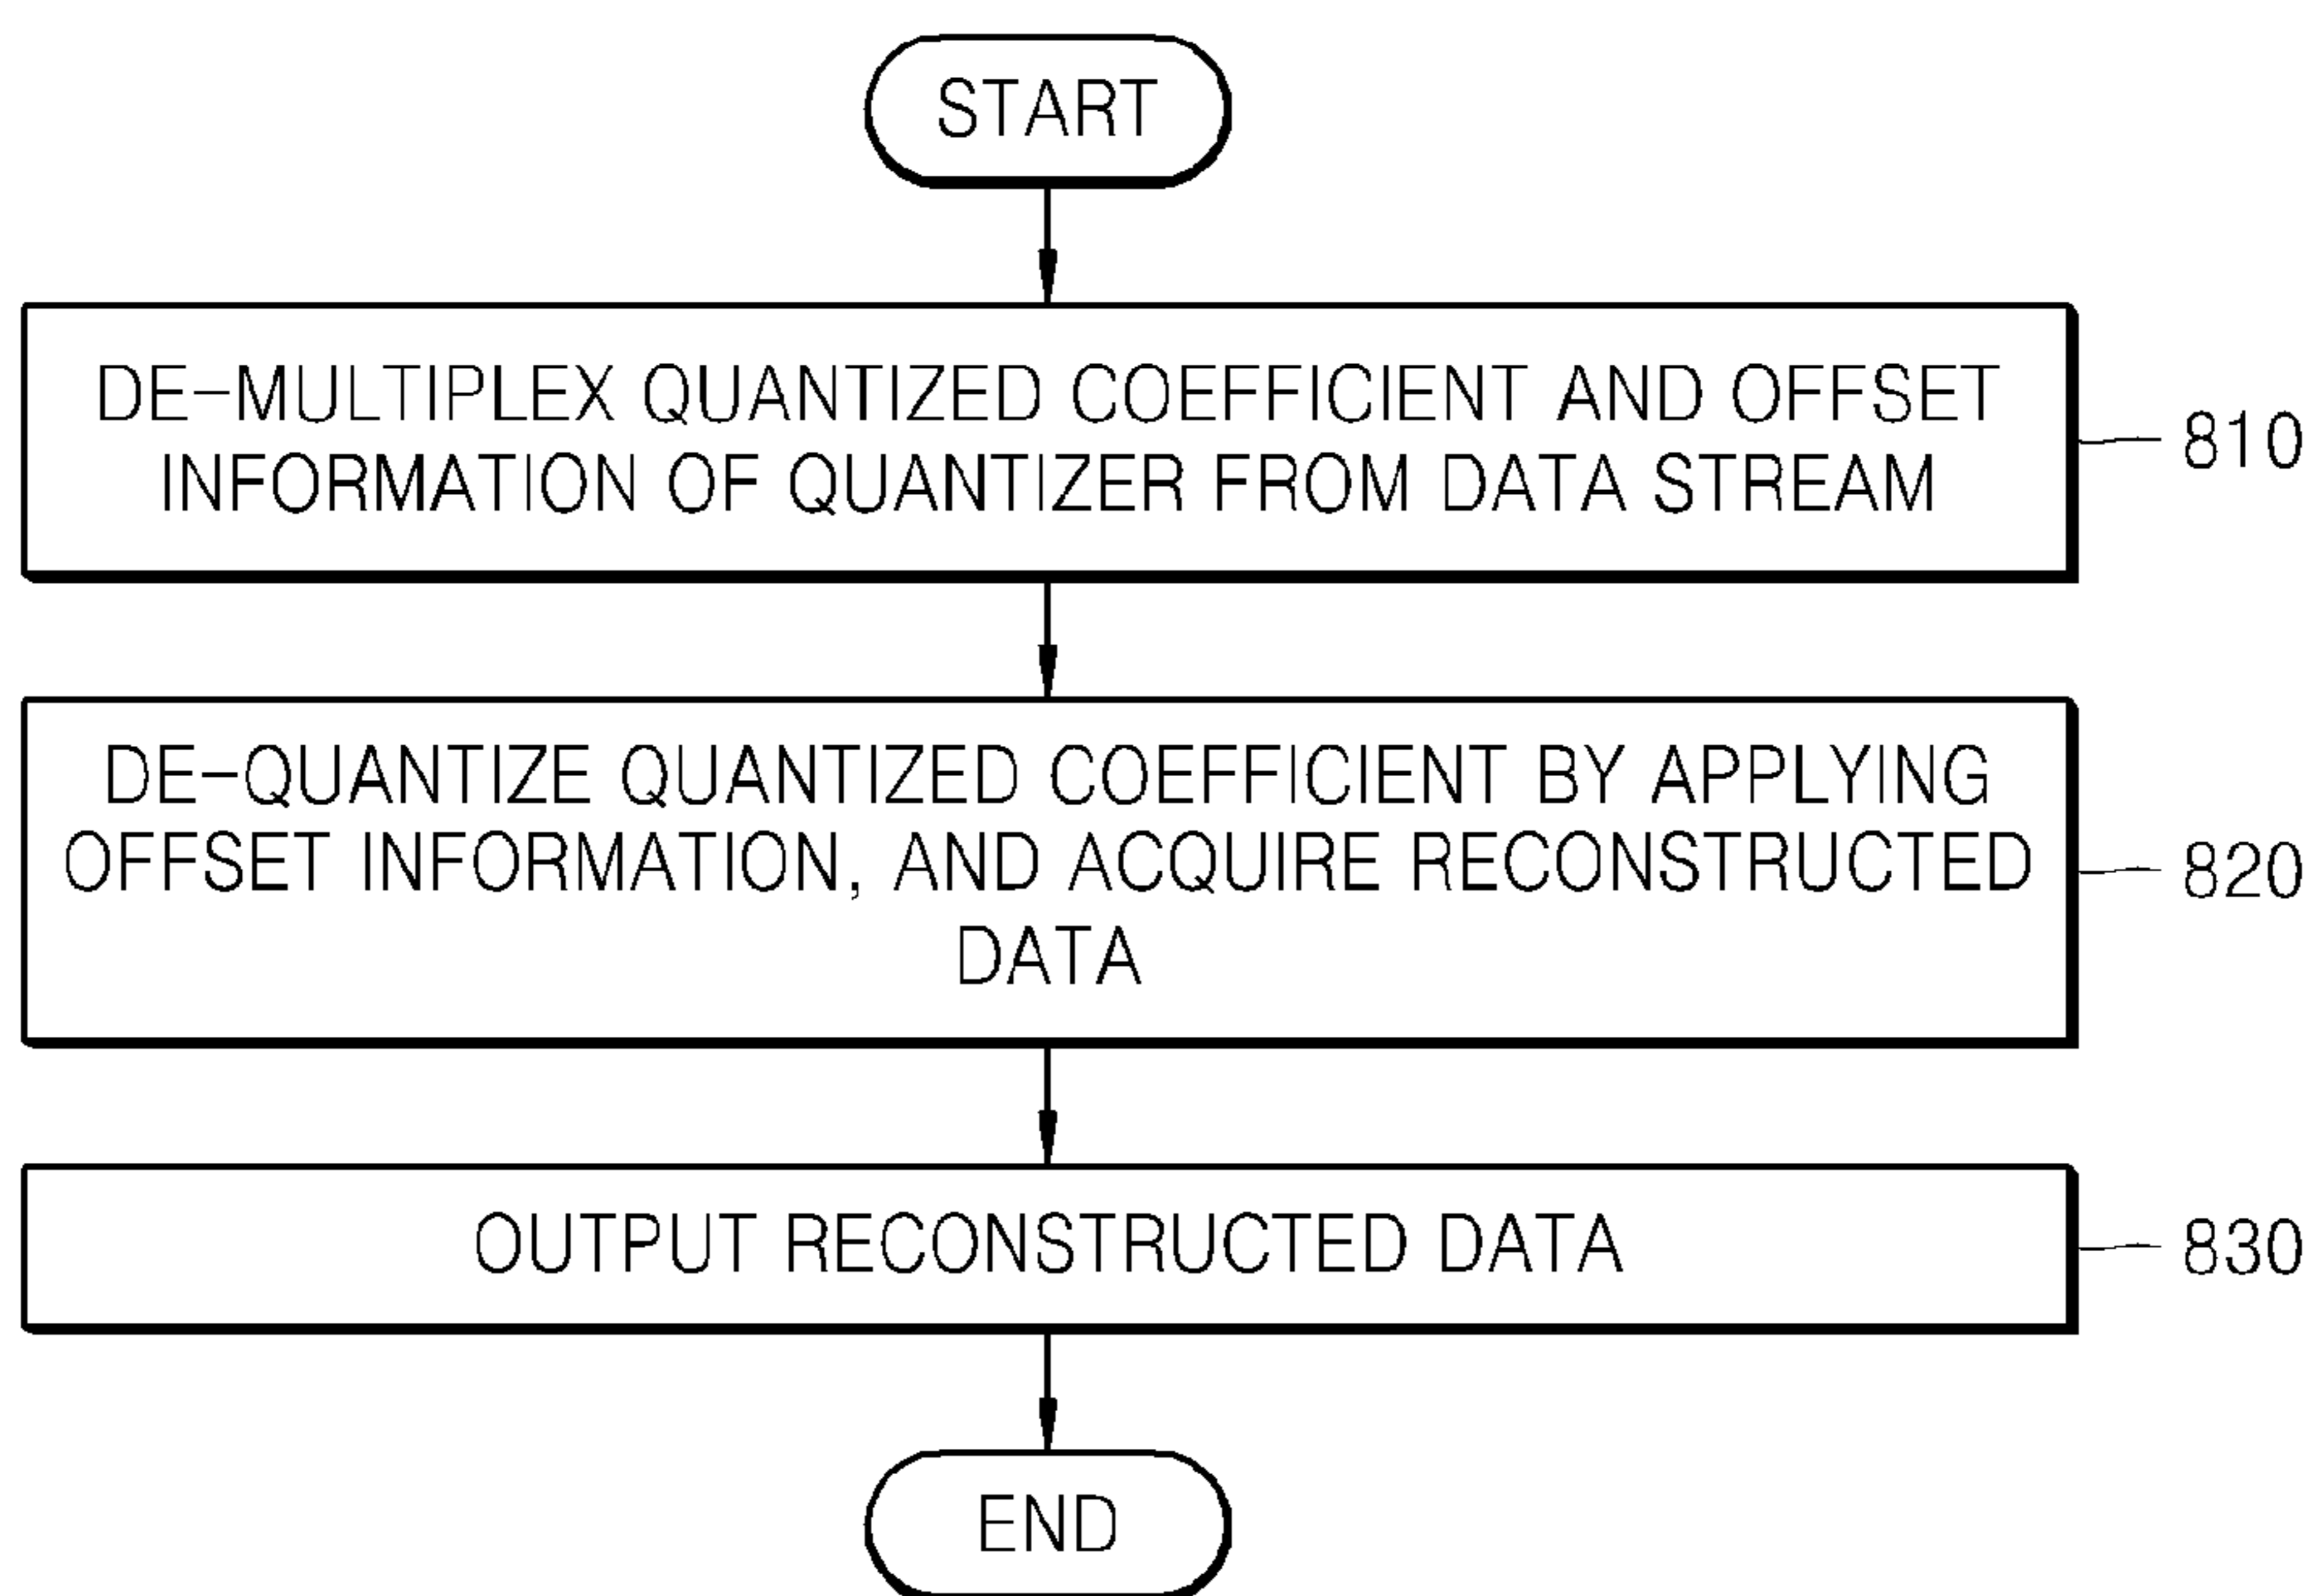 START
DE-MULTIPLEX QUANTIZED COEFFICIENT AND OFFSET
INFORMATION OF QUANTIZER FROM DATA STREAM
810
DE-QUANTIZE QUANTIZED COEFFICIENT BY APPLYING
OFFSET INFORMATION, AND ACQUIRE RECONSTRUCTED
DATA
820
OUTPUT RECONSTRUCTED DATA
830
END